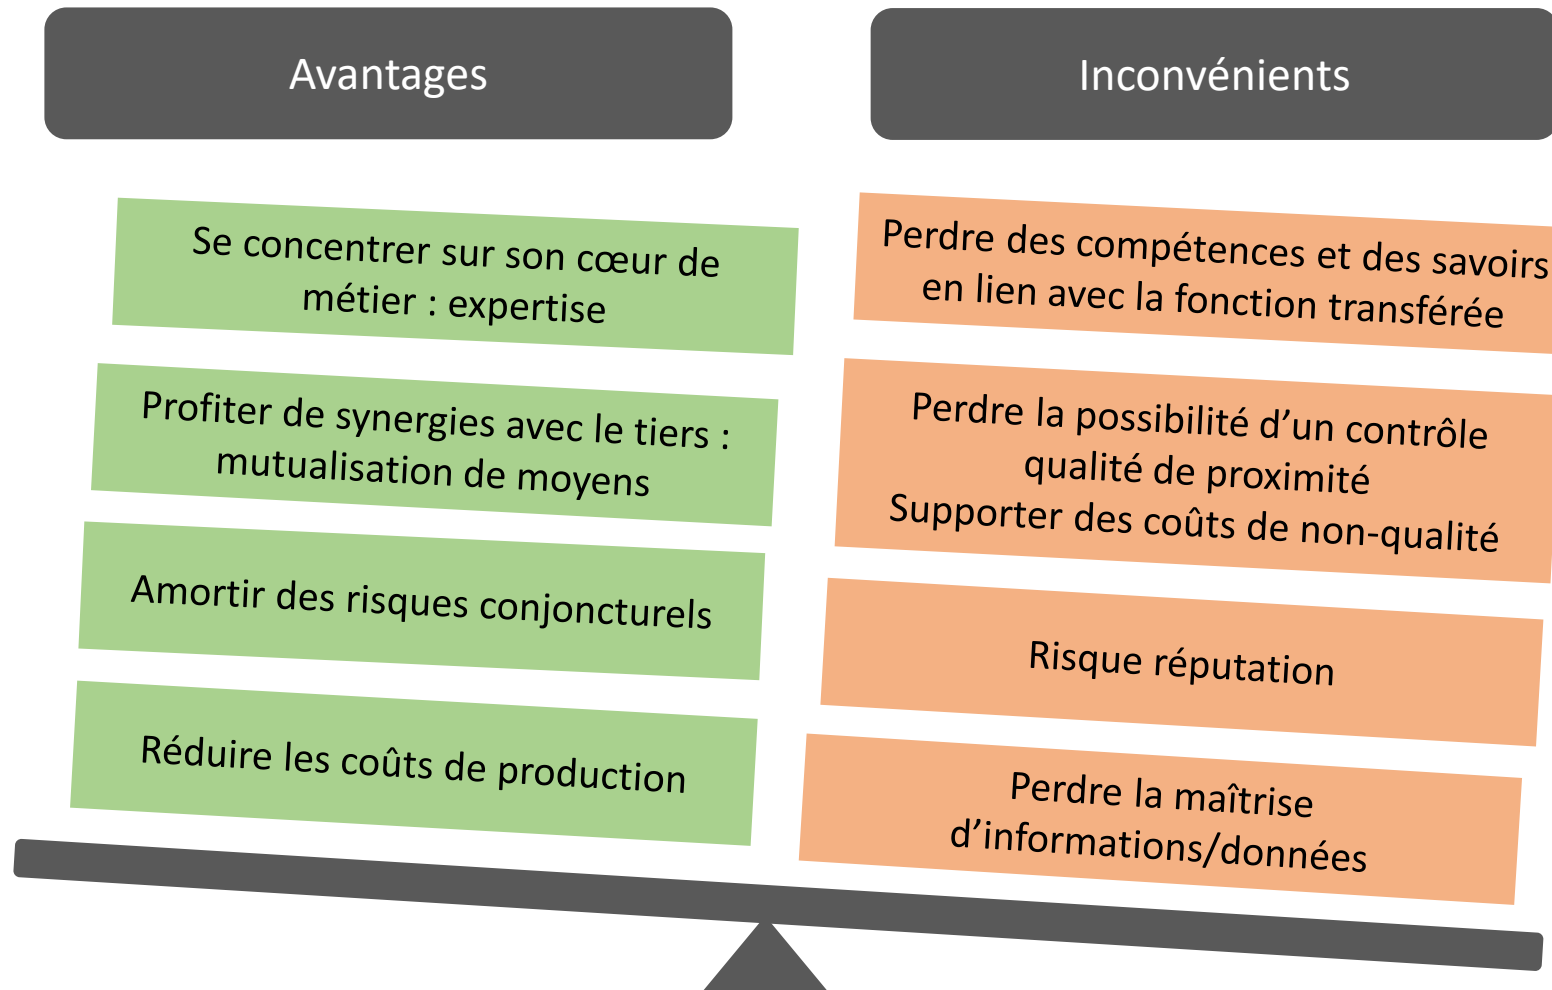 Avantages
Se concentrer sur son cœur de
métier : expertise
Profiter de synergies avec le tiers :
mutualisation de moyens
Amortir des risques conjoncturels
Réduire les coûts de production
Inconvénients
Perdre des compétences et des savoirs
en lien avec la fonction transférée
Perdre la possibilité d’un contrôle
qualité de proximité
Supporter des coûts de non-qualité
Risque réputation
Perdre la maîtrise
d’informations/données